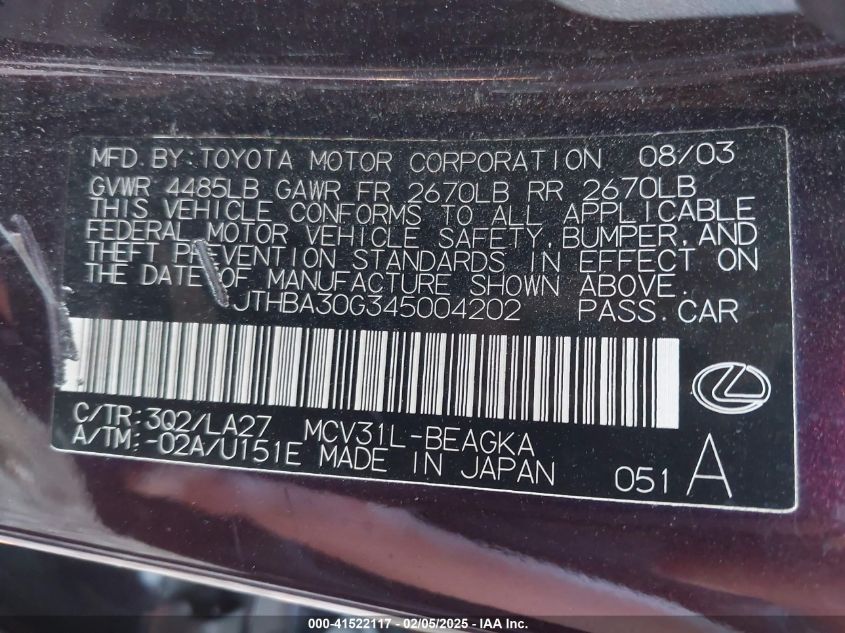 MFD.BY:TOYOTA MOTOR CORPORATION 08/03
GVWR 4485LB GAWR FR 2670LB RR 2670LB
THIS VEHICLE CONFORMS TO ALL APPLICABLE
FEDERAL MOTOR VEHICLE SAFETY, BUMPER, AND
THEFT PREVENTION STANDARDS IN EFFECT ON
THE DATE OF MANUFACTURE SHOWN ABOVE.
JTHBA30G345004202 PASS.CAR
C/TR:3Q2/LA27 MCV31L-BEAGKA
A/TM:-02A/U151E MADE IN JAPAN 051 A
000-41522117 - 02/05/2025 - IAAI.com